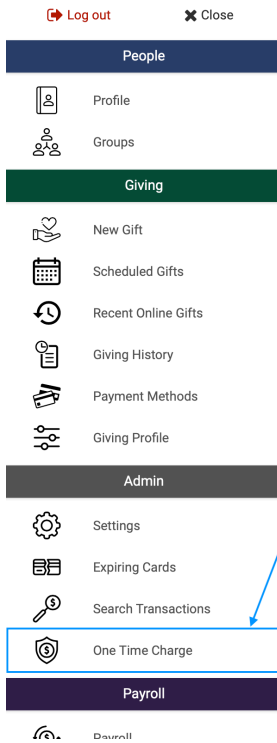 Log out Close
People
Profile
Groups
Giving
New Gift
Scheduled Gifts
Recent Online Gifts
Giving History
Payment Methods
Giving Profile
Admin
Settings
Expiring Cards
Search Transactions
One Time Charge
Payroll
Payroll